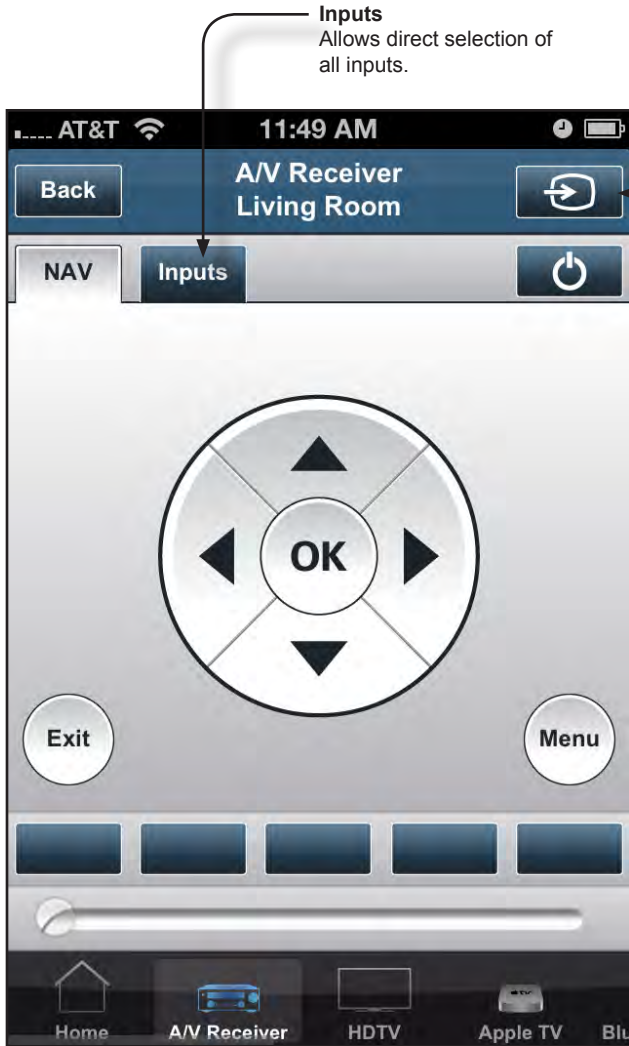 Inputs
Allows direct selection of
all inputs.
AT&T 11:49 AM
Back
A/V Receiver
Living Room
NAV Inputs
OK
Exit Menu
Home A/V Receiver HDTV Apple TV Blu